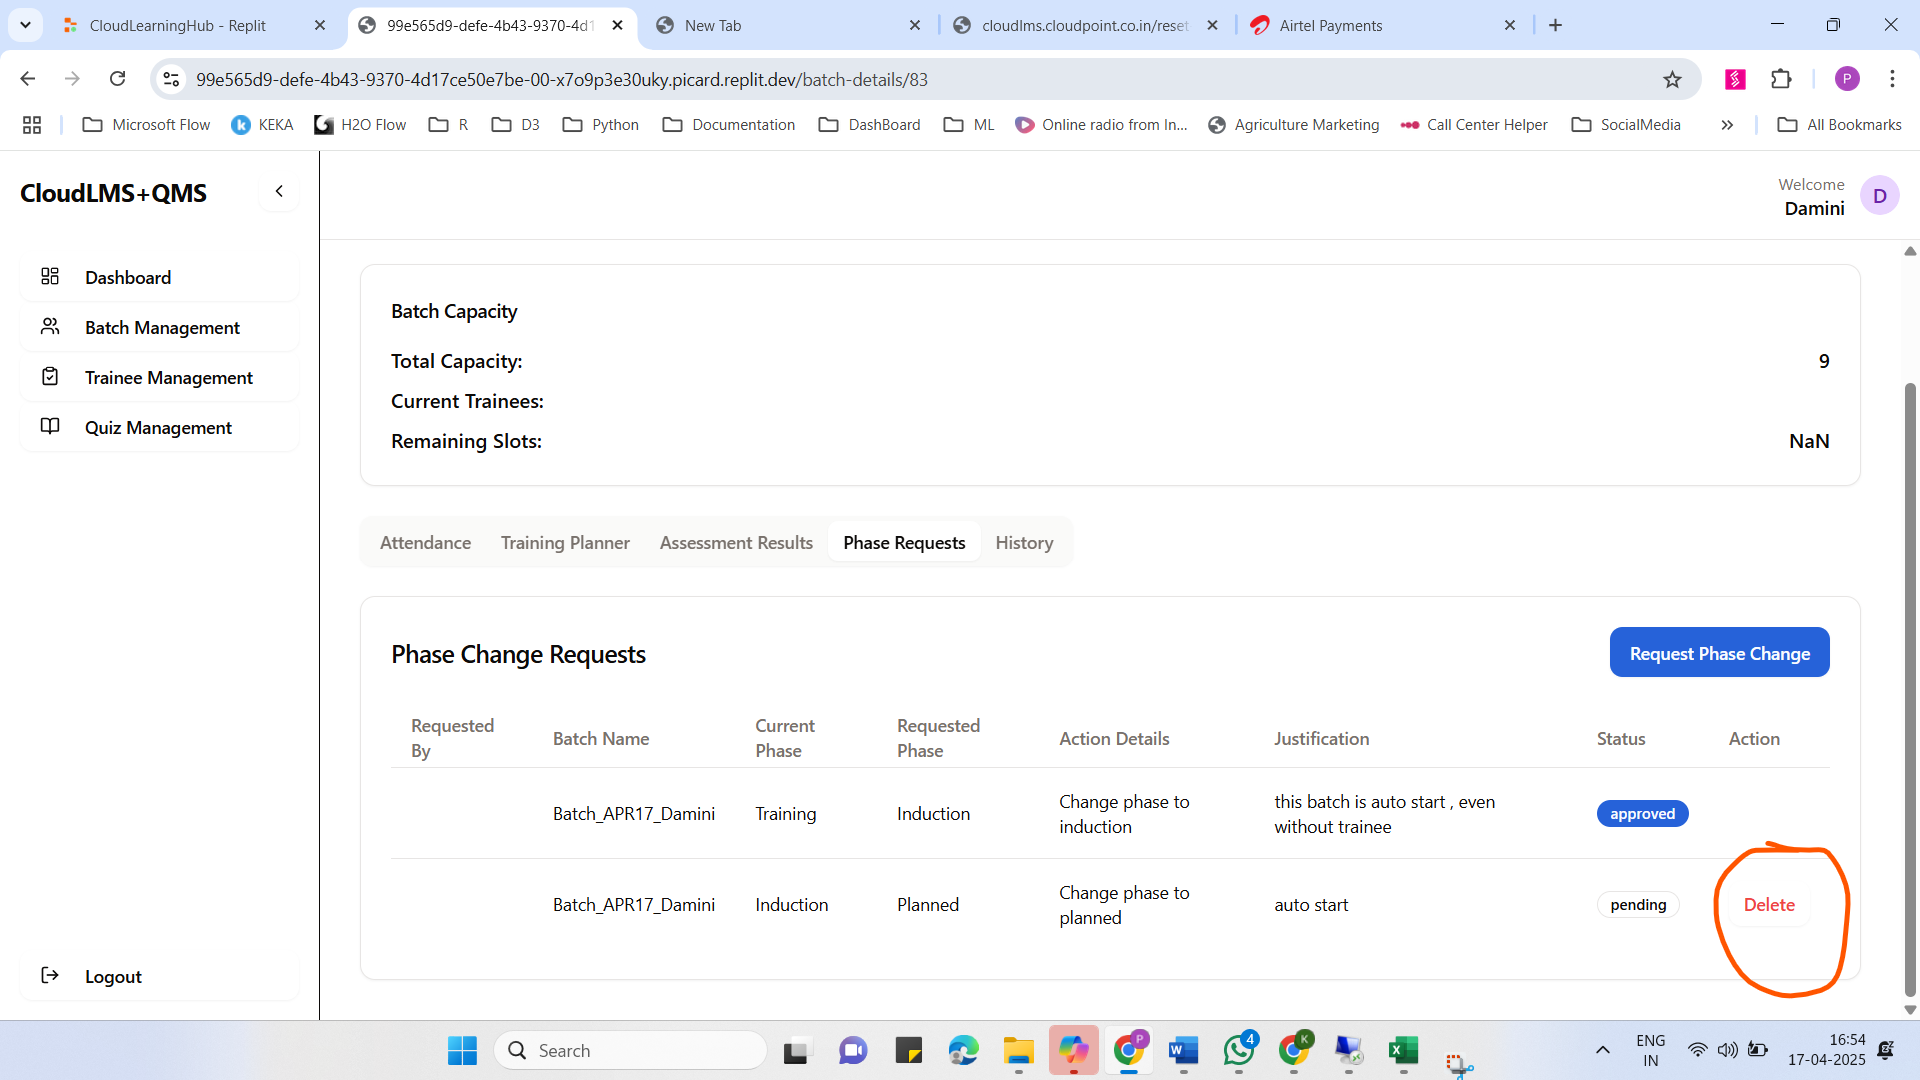 CloudLearningHub - Replit
99e565d9-defe-4b43-9370-4d1
New Tab
cloudlms.cloudpoint.co.in/reset
Airtel Payments
99e565d9-defe-4b43-9370-4d17ce50e7be-00-x7o9p3e30uky.picard.replit.dev/batch-details/83
P
Microsoft Flow
KEKA
H2O Flow
R
D3
Python
Documentation
DashBoard
ML
Online radio from In...
Agriculture Marketing
Call Center Helper
SocialMedia
All Bookmarks
CloudLMS+QMS
Welcome
Damini
D
Dashboard
Batch Management
Trainee Management
Quiz Management
Logout
Batch Capacity
Total Capacity: 9
Current Trainees:
Remaining Slots: NaN
Attendance Training Planner Assessment Results Phase Requests History
Phase Change Requests
Request Phase Change
Requested By Batch Name Current Phase Requested Phase Action Details Justification Status Action
Batch_APR17_Damini Training Induction Change phase to induction this batch is auto start , even without trainee approved
Batch_APR17_Damini Induction Planned Change phase to planned auto start pending Delete
Search
P
4
K
ENG
IN
16:54
17-04-2025